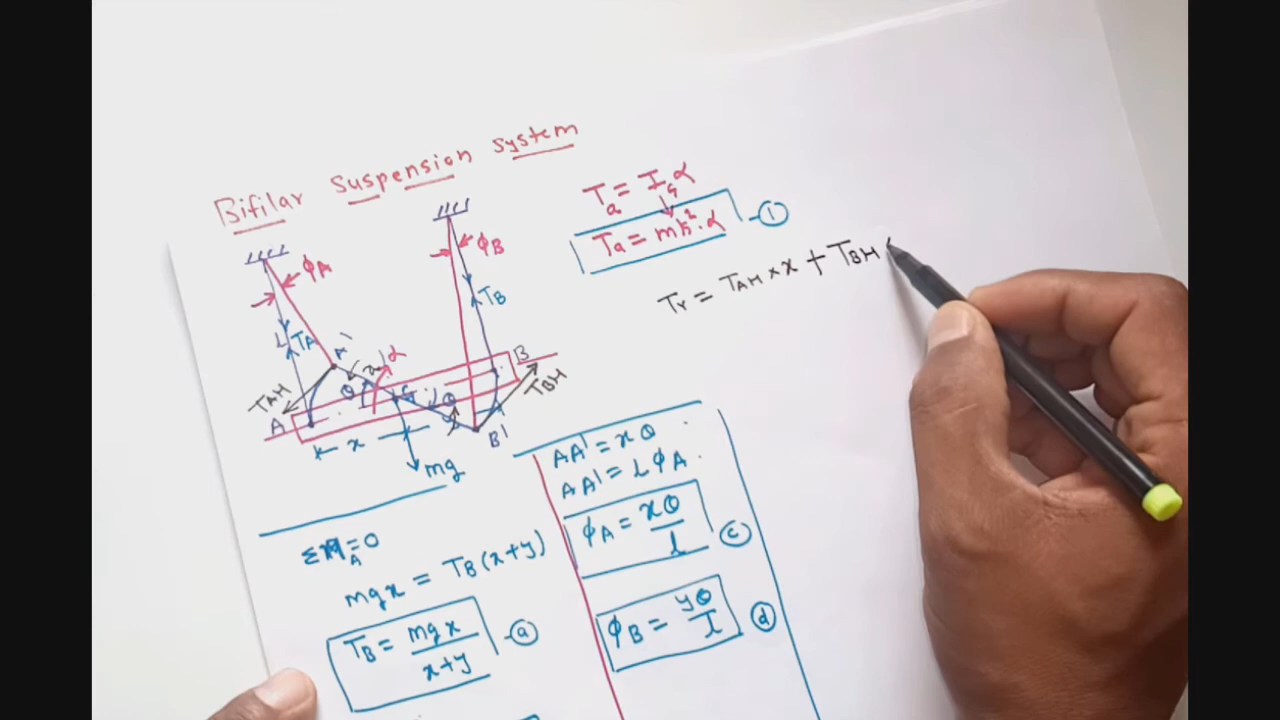 Bifilar Suspension System
ϕA
ϕB
L
TA
TB
TAH
TBH
A'
A
B
B'
G
θ
θ
α
x
mg
Ta = IG α
Ta = mk². α -①
Tr = TAH × x + TBH
ΣMA = 0
mgx = TB (x+y)
TB = mgx / x+y -ⓐ
AA' = xθ
AA' = LϕA
ϕA = xθ / l ⓒ
ϕB = yθ / l ⓓ